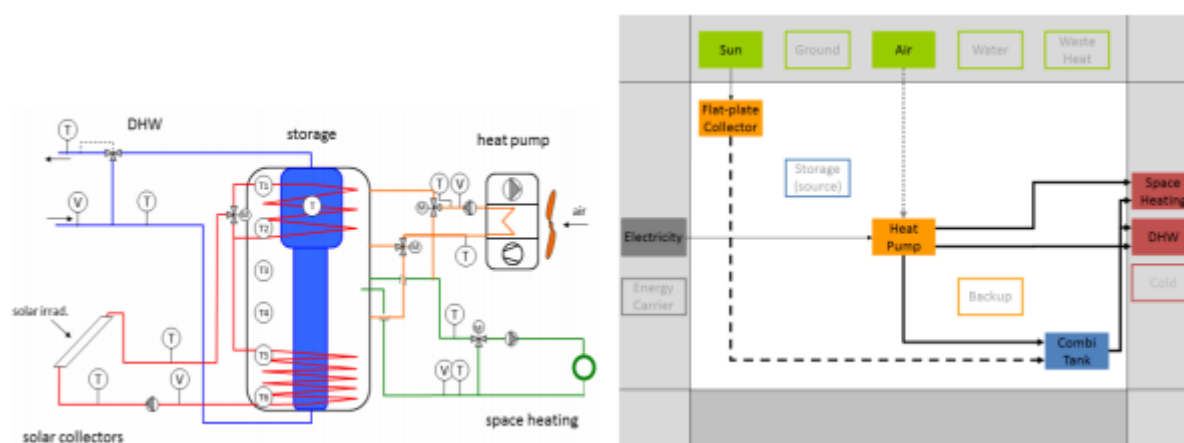 DHW
storage
heat pump
T
T1
T
V
M
T
M
air
V
T
T2
M
T
T3
solar irrad.
T4
T
M
T
T5
V
T
T
V
T6
space heating
solar collectors
Sun
Ground
Air
Water
Waste
Heat
Flat-plate
Collector
Storage
(source)
Space
Heating
Electricity
Heat
Pump
DHW
Energy
Carrier
Backup
Cold
Combi
Tank